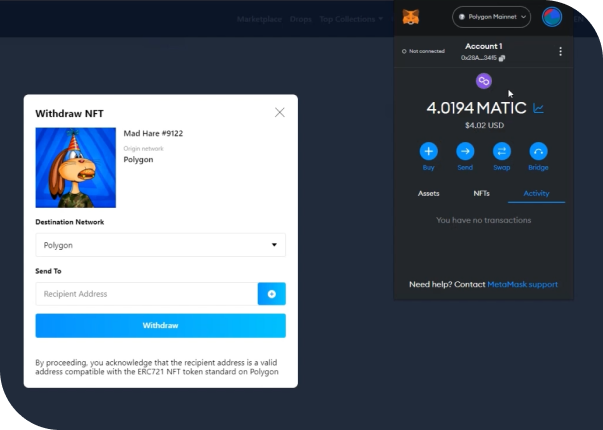 Marketplace Drops Top Collections
Polygon Mainnet
Not connected
Account 1
0x28A...34f5
4.0194 MATIC
$4.02 USD
Buy
Send
Swap
Bridge
Assets
NFTs
Activity
You have no transactions
Need help? Contact MetaMask support
Withdraw NFT
Mad Hare #9122
Origin network
Polygon
Destination Network
Polygon
Send To
Recipient Address
Withdraw
By proceeding, you acknowledge that the recipient address is a valid
address compatible with the ERC721 NFT token standard on Polygon